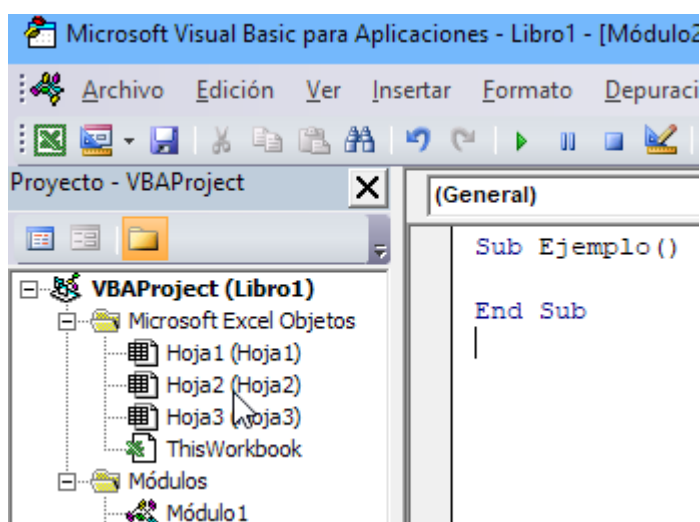 Microsoft Visual Basic para Aplicaciones - Libro1 - [Módulo2
Archivo Edición Ver Insertar Formato Depuraci
Proyecto - VBAProject
(General)
VBAProject (Libro1)
Microsoft Excel Objetos
Hoja1 (Hoja1)
Hoja2 (Hoja2)
Hoja3 (Hoja3)
ThisWorkbook
Módulos
Módulo1
Sub Ejemplo()
End Sub